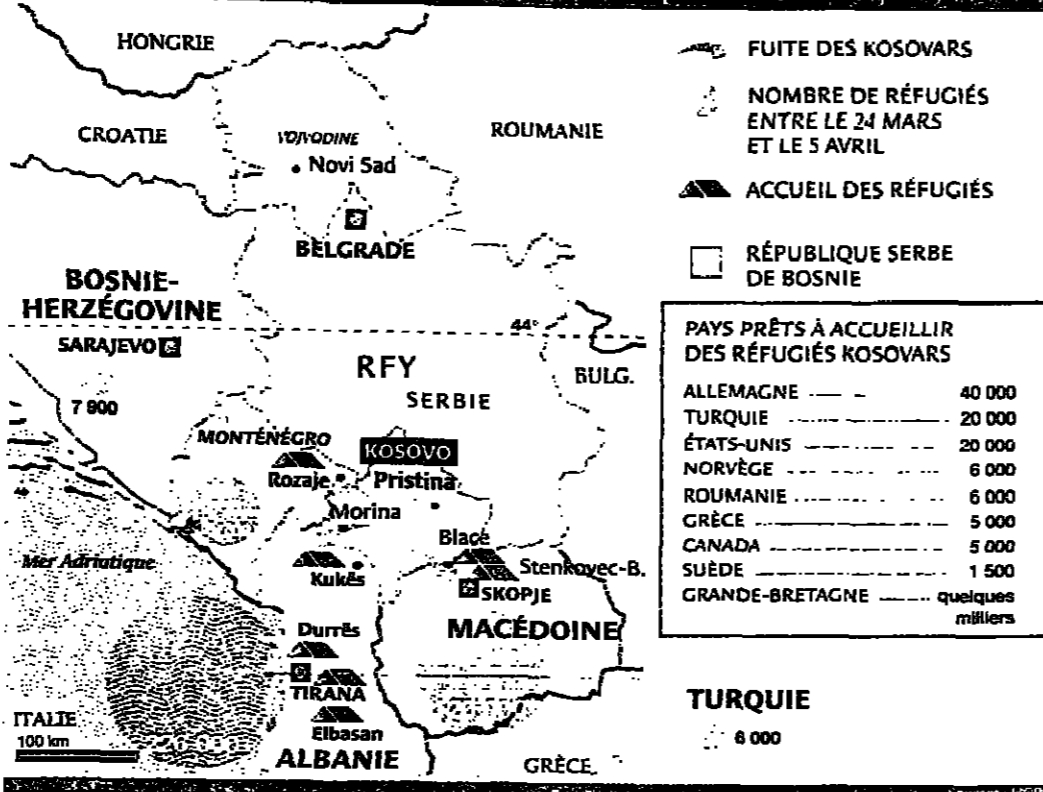 HONGRIE
CROATIE
VOJVODINE
Novi Sad
ROUMANIE
BELGRADE
BOSNIE-
HERZÉGOVINE
44°
SARAJEVO
RFY
SERBIE
BULG.
7 900
MONTÉNÉGRO
KOSOVO
Rozaje
Pristina
Morina
Blace
Mer Adriatique
Kukës
Stenkovec-B.
SKOPJE
Durrës
MACÉDOINE
TIRANA
ITALIE
100 km
Elbasan
ALBANIE
GRÈCE
FUITE DES KOSOVARS
NOMBRE DE RÉFUGIÉS
ENTRE LE 24 MARS
ET LE 5 AVRIL
ACCUEIL DES RÉFUGIÉS
RÉPUBLIQUE SERBE
DE BOSNIE
PAYS PRÊTS À ACCUEILLIR
DES RÉFUGIÉS KOSOVARS
ALLEMAGNE 40 000
TURQUIE 20 000
ÉTATS-UNIS 20 000
NORVÈGE 6 000
ROUMANIE 6 000
GRÈCE 5 000
CANADA 5 000
SUÈDE 1 500
GRANDE-BRETAGNE quelques
milliers
TURQUIE
6 000